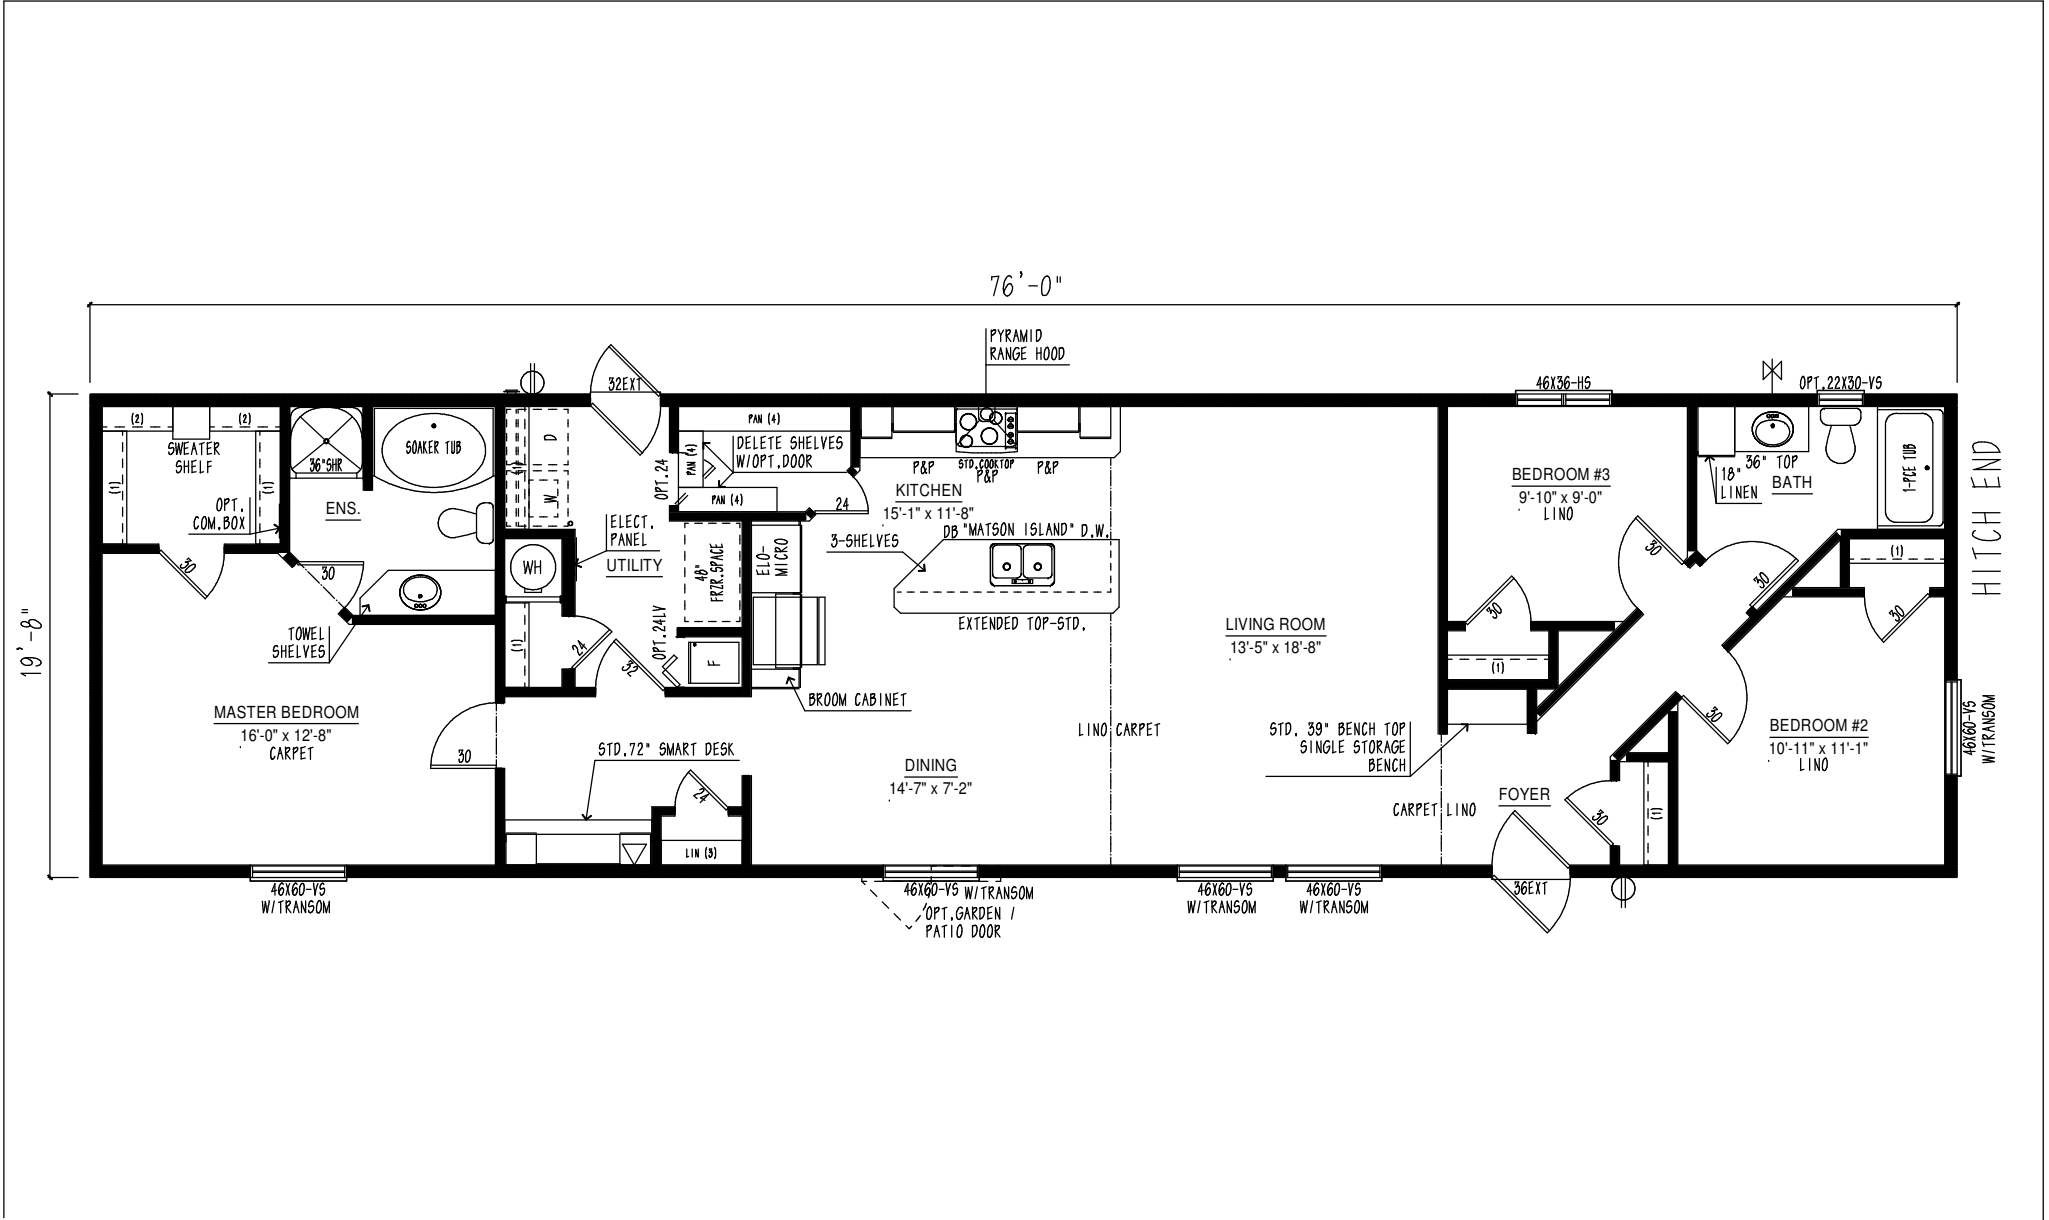 76'-0"
PYRAMID
RANGE HOOD
32EXT
46X36-HS
OPT.22X30-VS
(2)
(2)
SWEATER
SHELF
(1)
(1)
OPT.
COM.BOX
36"SHR
SOAKER TUB
ENS.
30
30
TOWEL
SHELVES
(4)
D
W
WH
ELECT.
PANEL
UTILITY
(1)
24
32
OPT.24
OPT.24LV
48"
FRZR.SPACE
F
PAN (4)
PAN (4)
PAN (4)
DELETE SHELVES
W/OPT.DOOR
24
P&P
STD.COOKTOP
P&P
P&P
KITCHEN
15'-1" x 11'-8"
DB "MATSON ISLAND" D.W.
3-SHELVES
EXTENDED TOP-STD.
ELO-
MICRO
BROOM CABINET
LIVING ROOM
13'-5" x 18'-8"
BEDROOM #3
9'-10" x 9'-0"
LINO
30
30
(1)
18"
LINEN
36" TOP
BATH
1-PCE TUB
30
(1)
30
HITCH END
19'-8"
MASTER BEDROOM
16'-0" x 12'-8"
CARPET
30
STD.72" SMART DESK
24
LIN (3)
DINING
14'-7" x 7'-2"
LINO CARPET
STD. 39" BENCH TOP
SINGLE STORAGE
BENCH
CARPET LINO
FOYER
30
(1)
30
BEDROOM #2
10'-11" x 11'-1"
LINO
46X60-VS
W/TRANSOM
46X60-VS
W/TRANSOM
46X60-VS W/TRANSOM
OPT.GARDEN /
PATIO DOOR
46X60-VS
W/TRANSOM
46X60-VS
W/TRANSOM
36EXT